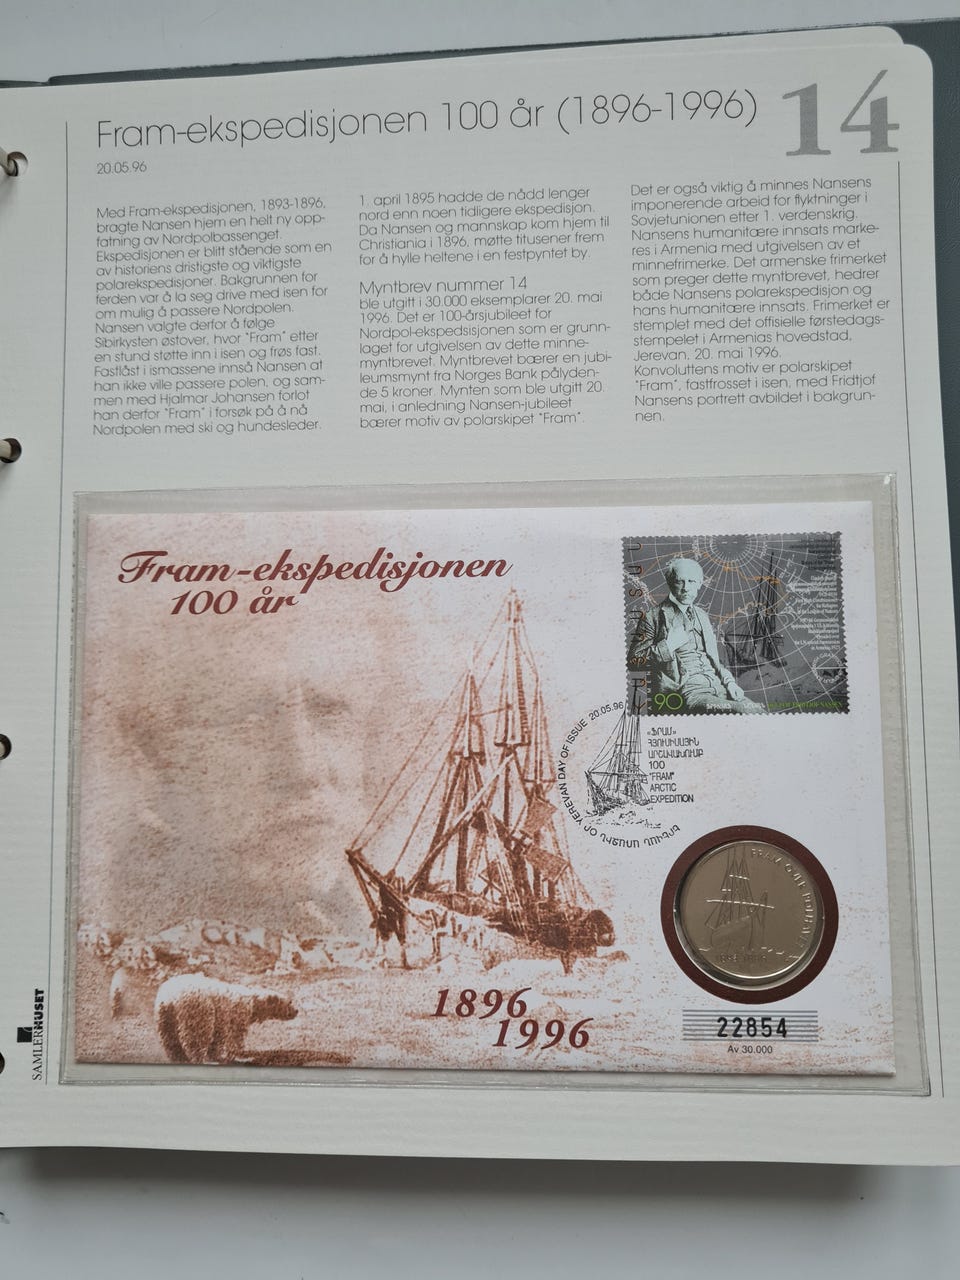 Fram-ekspedisjonen 100 år (1896-1996)
14
20.05.96
Med Fram-ekspedisjonen, 1893-1896,
bragte Nansen hjem en helt ny opp-
fatning av Nordpolbassenget.
Ekspedisjonen er blitt stående som en
av historiens dristigste og viktigste
polarekspedisjoner. Bakgrunnen for
ferden var å la seg drive med isen for
om mulig å passere Nordpolen.
Nansen valgte derfor å følge
Sibirkysten østover, hvor "Fram" etter
en stund støtte inn i isen og frøs fast.
Fastlåst i ismassene innså Nansen at
han ikke ville passere polen, og sam-
men med Hjalmar Johansen forlot
han derfor "Fram" i forsøk på å nå
Nordpolen med ski og hundesleder.
1. april 1895 hadde de nådd lenger
nord enn noen tidligere ekspedisjon.
Da Nansen og mannskap kom hjem til
Christiania i 1896, møtte titusener frem
for å hylle heltene i en festpyntet by.
Myntbrev nummer 14
ble utgitt i 30.000 eksemplarer 20. mai
1996. Det er 100-årsjubileet for
Nordpol-ekspedsisjonen som er grunn-
laget for utgivelsen av dette minne-
myntbrevet. Myntbrevet bærer en jubi-
leumsmynt fra Norges Bank pålyden-
de 5 kroner. Mynten som ble utgitt 20.
mai, i anledning Nansen-jubileet
bærer motiv av polarskipet "Fram".
Det er også viktig å minnes Nansens
imponerende arbeid for flyktninger i
Sovjetunionen etter 1. verdenskrig.
Nansens humanitære innsats marke-
res i Armenia med utgivelsen av et
minnefrimerke. Det armenske frimerket
som preger dette myntbrevet, hedrer
både Nansens polarekspedisjon og
hans humanitære innsats. Frimerket er
stemplet med det offisielle førstedags-
stempelet i Armenias hovedstad,
Jerevan, 20. mai 1996.
Konvoluttens motiv er polarskipet
"Fram", fastfrosset i isen, med Fridtjof
Nansens portrett avbildet i bakgrun-
nen.
Fram-ekspedisjonen
100 år
ՀԱՅԱՍՏԱՆ
ARMENIA
90
FRIDTJOF NANSEN
YEREVAN DAY OF ISSUE 20.05.96
«ՖՐԱՄ»
ՀՅՈՒՍԻՍԱՅԻՆ
ԱՐՇԱՎԱԽՈՒՄԲ
100
"FRAM"
ARCTIC
EXPEDITION
FRAM OVER POLHAVET
1893-1896
1896
1996
22854
Av 30.000
SAMLERHUSET